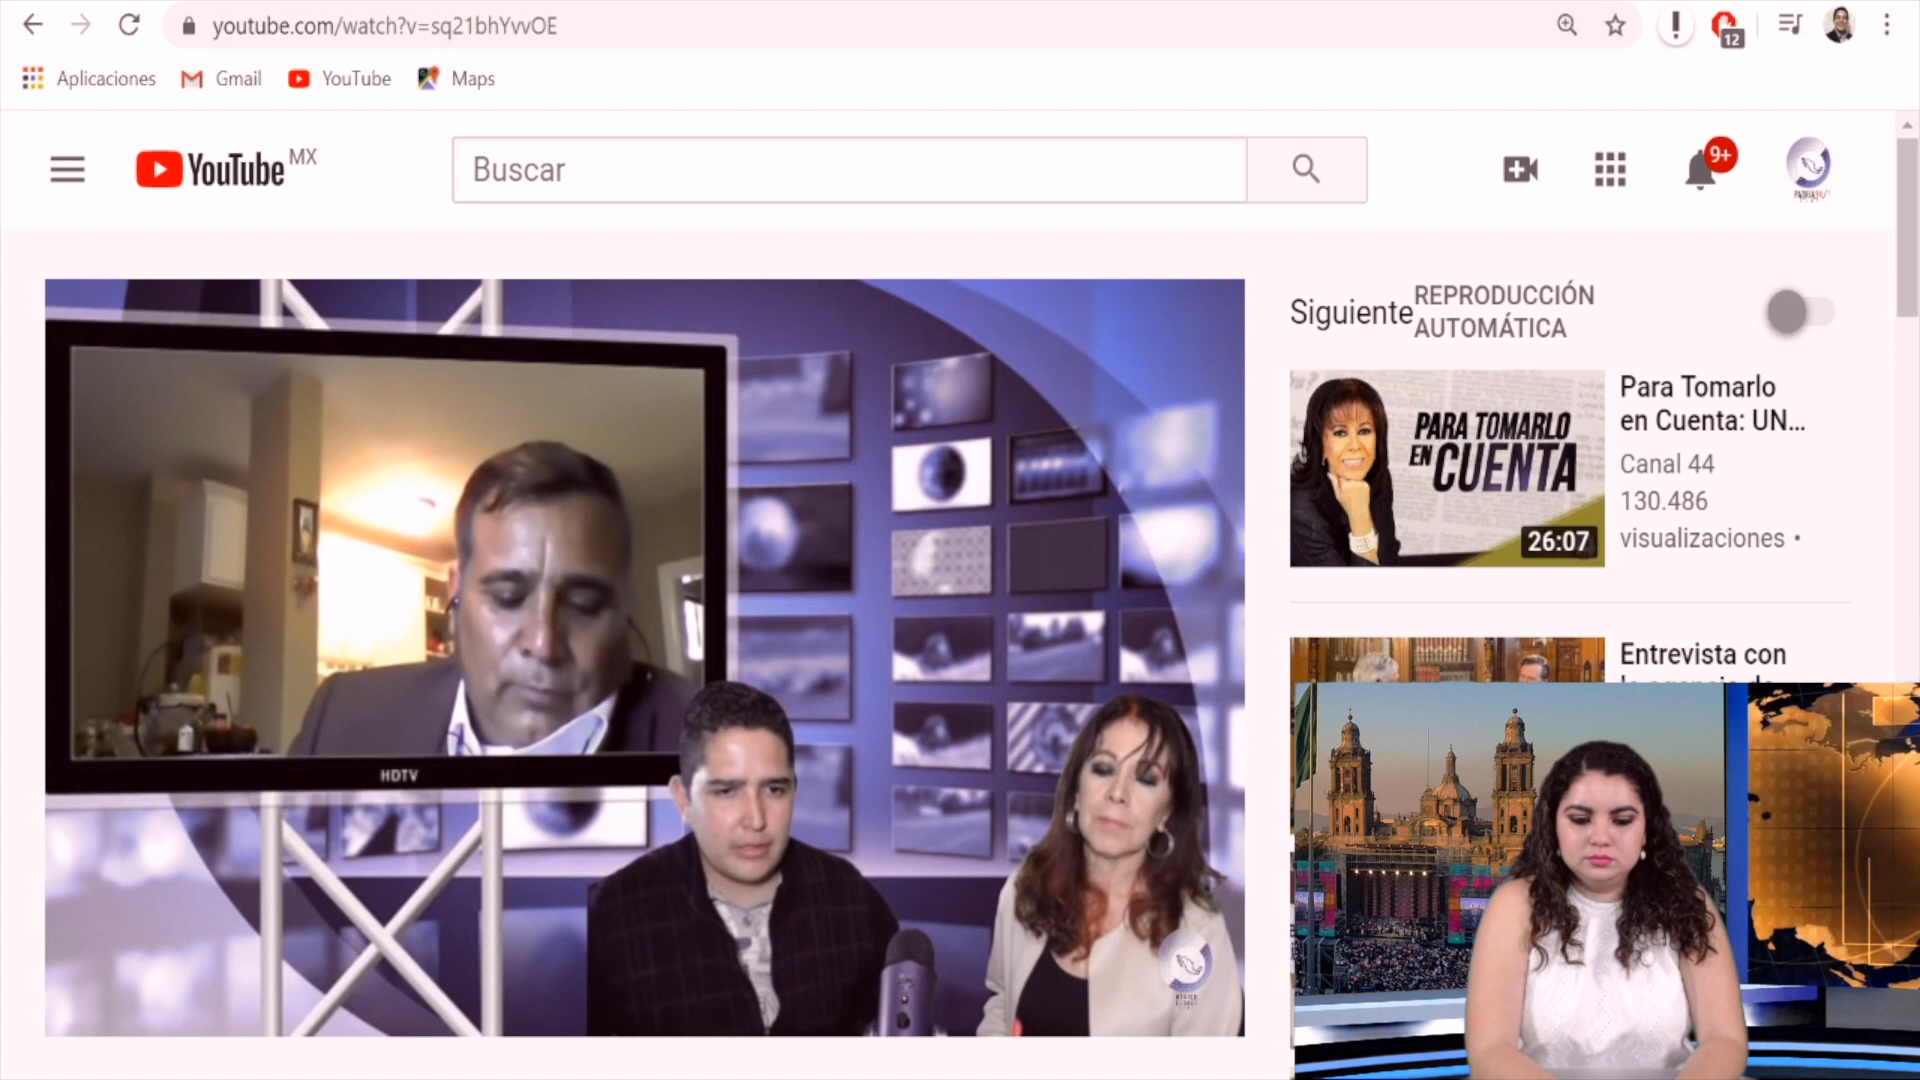 youtube.com/watch?v=sq21bhYvvOE
12
Aplicaciones
Gmail
YouTube
Maps
YouTube MX
Buscar
9+
Siguiente
REPRODUCCIÓN
AUTOMÁTICA
PARA TOMARLO
EN CUENTA
26:07
Para Tomarlo
en Cuenta: UN...
Canal 44
130.486
visualizaciones •
Entrevista con
HDTV